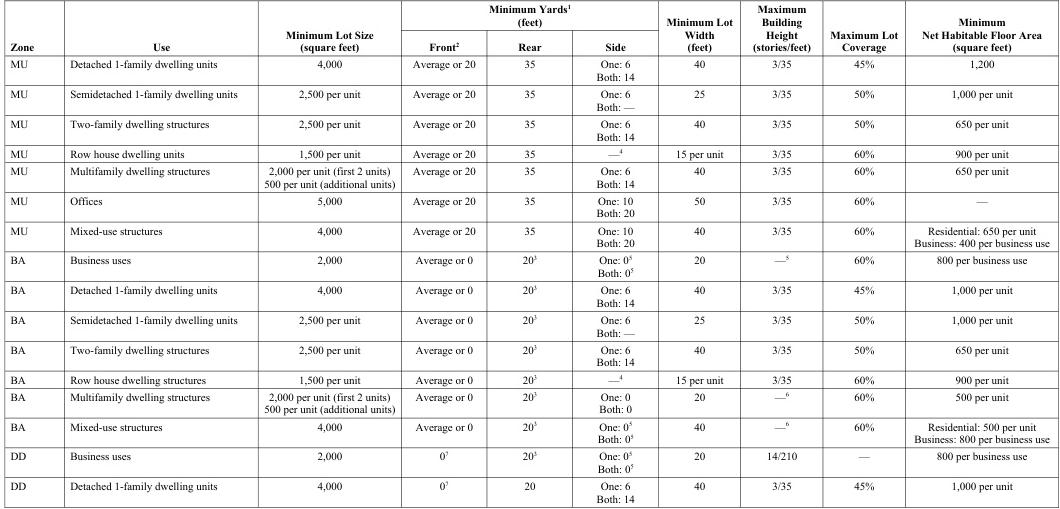 Zone Use Minimum Lot Size (square feet) Minimum Yards¹ (feet) Front² Rear Side Minimum Lot Width (feet) Maximum Building Height (stories/feet) Maximum Lot Coverage Minimum Net Habitable Floor Area (square feet)
MU Detached 1-family dwelling units 4,000 Average or 20 35 One: 6 40 3/35 45% 1,200
Both: 14
MU Semidetached 1-family dwelling units 2,500 per unit Average or 20 35 One: 6 25 3/35 50% 1,000 per unit
Both: —
MU Two-family dwelling structures 2,500 per unit Average or 20 35 One: 6 40 3/35 50% 650 per unit
Both: 14
MU Row house dwelling units 1,500 per unit Average or 20 35 —⁴ 15 per unit 3/35 60% 900 per unit
MU Multifamily dwelling structures 2,000 per unit (first 2 units) Average or 20 35 One: 6 40 3/35 60% 650 per unit
500 per unit (additional units) Both: 14
MU Offices 5,000 Average or 20 35 One: 10 50 3/35 60% —
Both: 20
MU Mixed-use structures 4,000 Average or 20 35 One: 10 40 3/35 60% Residential: 650 per unit
Both: 20 Business: 400 per business use
BA Business uses 2,000 Average or 0 20³ One: 0⁵ 20 —⁵ 60% 800 per business use
Both: 0⁵
BA Detached 1-family dwelling units 4,000 Average or 0 20³ One: 6 40 3/35 45% 1,000 per unit
Both: 14
BA Semidetached 1-family dwelling units 2,500 per unit Average or 0 20³ One: 6 25 3/35 50% 1,000 per unit
Both: —
BA Two-family dwelling structures 2,500 per unit Average or 0 20³ One: 6 40 3/35 50% 650 per unit
Both: 14
BA Row house dwelling structures 1,500 per unit Average or 0 20³ —⁴ 15 per unit 3/35 60% 900 per unit
BA Multifamily dwelling structures 2,000 per unit (first 2 units) Average or 0 20³ One: 0 20 —⁶ 60% 500 per unit
500 per unit (additional units) Both: 0
BA Mixed-use structures 4,000 Average or 0 20³ One: 0⁵ 40 —⁶ 60% Residential: 500 per unit
Both: 0⁵ Business: 800 per business use
DD Business uses 2,000 0⁷ 20³ One: 0⁵ 20 14/210 — 800 per business use
Both: 0⁵
DD Detached 1-family dwelling units 4,000 0⁷ 20 One: 6 40 3/35 45% 1,000 per unit
Both: 14